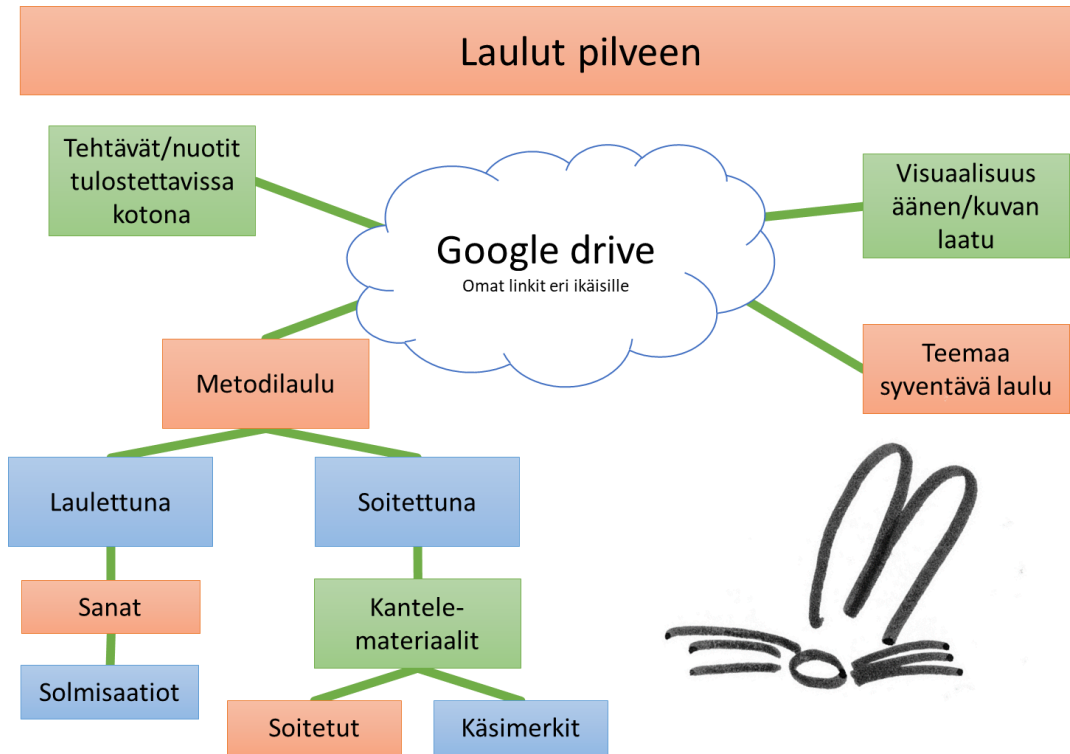 Laulut pilveen
Tehtävät/nuotit
tulostettavissa
kotona
Google drive
Omat linkit eri ikäisille
Visuaalisuus
äänen/kuvan
laatu
Teemaa
syventävä laulu
Metodilaulu
Laulettuna
Soitettuna
Sanat
Kantele-
materiaalit
Solmisaatiot
Soitetut
Käsimerkit